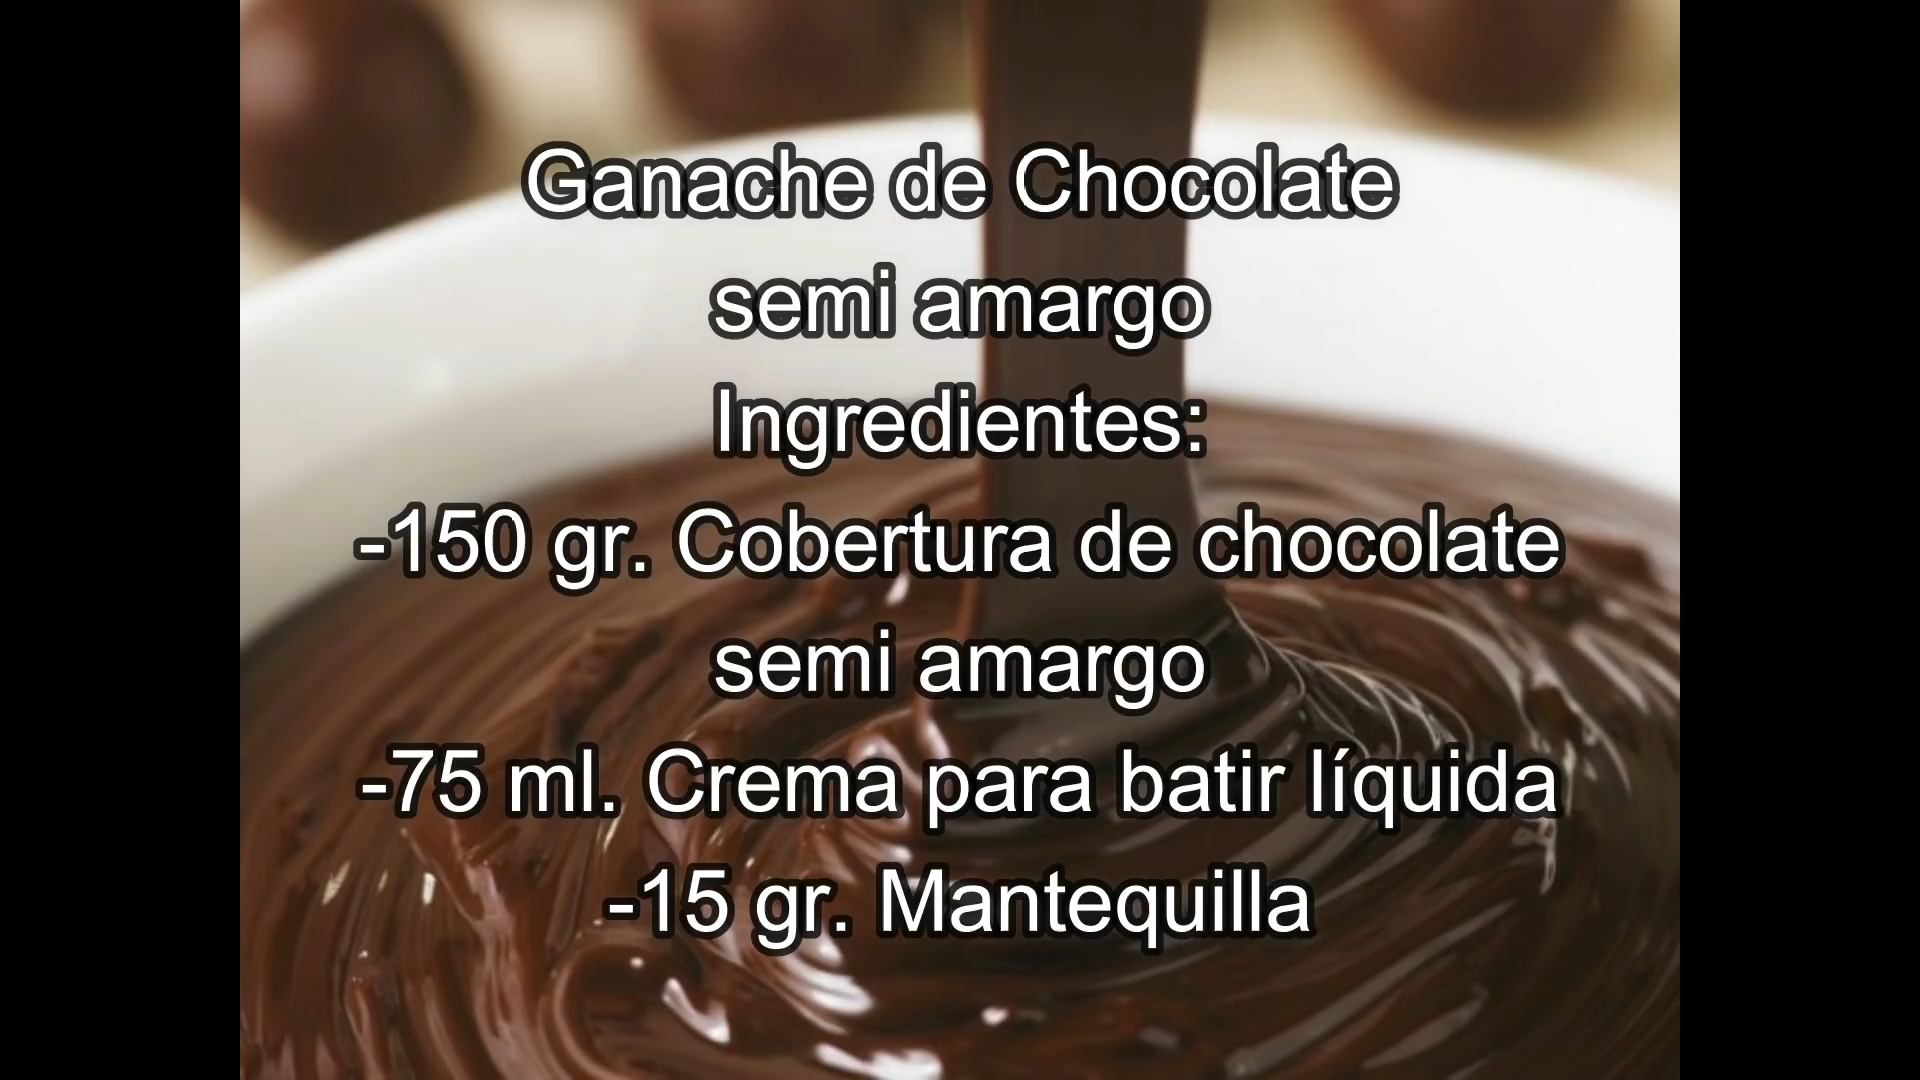 Ganache de Chocolate
semi amargo
Ingredientes:
-150 gr. Cobertura de chocolate
semi amargo
-75 ml. Crema para batir líquida
-15 gr. Mantequilla